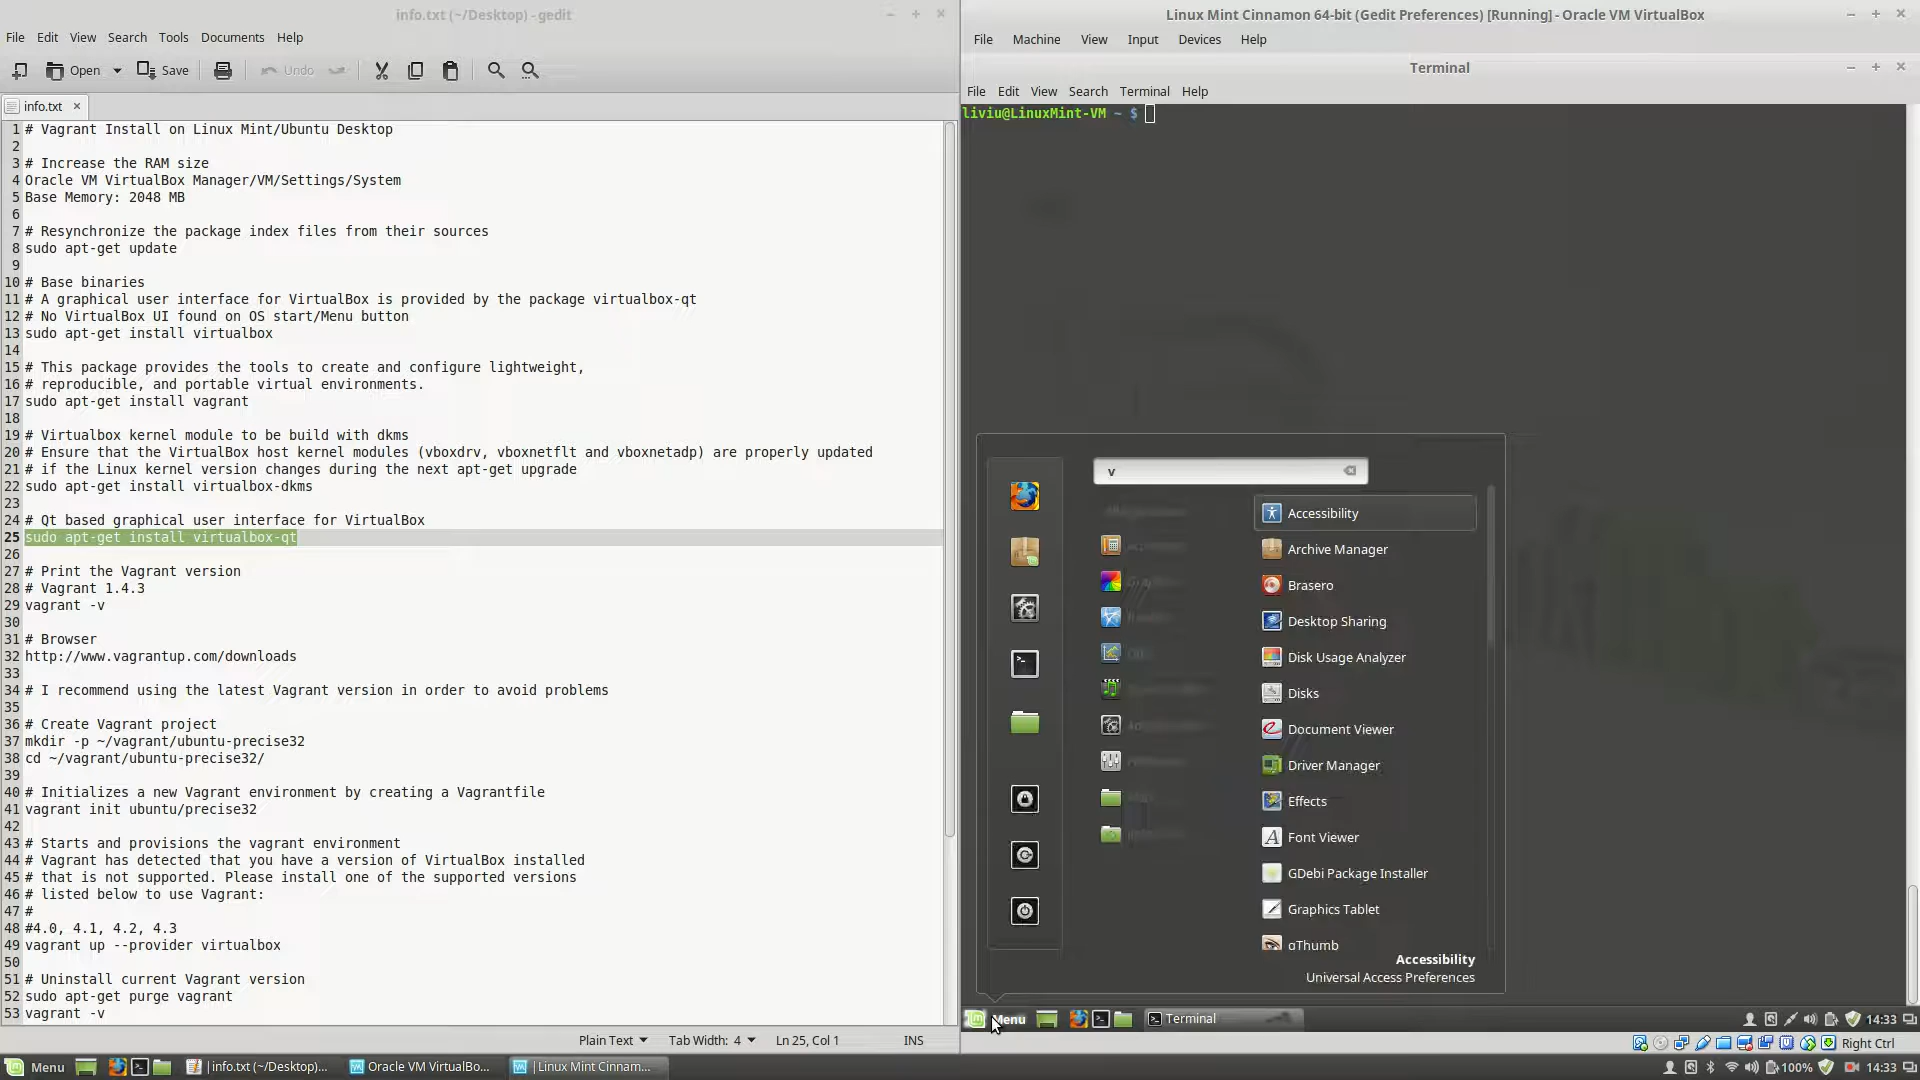 info.txt (~/Desktop) - gedit
File Edit View Search Tools Documents Help
Open Save Undo
info.txt
1 # Vagrant Install on Linux Mint/Ubuntu Desktop
2
3 # Increase the RAM size
4 Oracle VM VirtualBox Manager/VM/Settings/System
5 Base Memory: 2048 MB
6
7 # Resynchronize the package index files from their sources
8 sudo apt-get update
9
10 # Base binaries
11 # A graphical user interface for VirtualBox is provided by the package virtualbox-qt
12 # No VirtualBox UI found on OS start/Menu button
13 sudo apt-get install virtualbox
14
15 # This package provides the tools to create and configure lightweight,
16 # reproducible, and portable virtual environments.
17 sudo apt-get install vagrant
18
19 # Virtualbox kernel module to be build with dkms
20 # Ensure that the VirtualBox host kernel modules (vboxdrv, vboxnetflt and vboxnetadp) are properly updated
21 # if the Linux kernel version changes during the next apt-get upgrade
22 sudo apt-get install virtualbox-dkms
23
24 # Qt based graphical user interface for VirtualBox
25 sudo apt-get install virtualbox-qt
26
27 # Print the Vagrant version
28 # Vagrant 1.4.3
29 vagrant -v
30
31 # Browser
32 http://www.vagrantup.com/downloads
33
34 # I recommend using the latest Vagrant version in order to avoid problems
35
36 # Create Vagrant project
37 mkdir -p ~/vagrant/ubuntu-precise32
38 cd ~/vagrant/ubuntu-precise32/
39
40 # Initializes a new Vagrant environment by creating a Vagrantfile
41 vagrant init ubuntu/precise32
42
43 # Starts and provisions the vagrant environment
44 # Vagrant has detected that you have a version of VirtualBox installed
45 # that is not supported. Please install one of the supported versions
46 # listed below to use Vagrant:
47 #
48 #4.0, 4.1, 4.2, 4.3
49 vagrant up --provider virtualbox
50
51 # Uninstall current Vagrant version
52 sudo apt-get purge vagrant
53 vagrant -v
Plain Text Tab Width: 4 Ln 25, Col 1 INS
Linux Mint Cinnamon 64-bit (Gedit Preferences) [Running] - Oracle VM VirtualBox
File Machine View Input Devices Help
Terminal
File Edit View Search Terminal Help
liviu@LinuxMint-VM ~ $
v
Accessibility
Archive Manager
Brasero
Desktop Sharing
Disk Usage Analyzer
Disks
Document Viewer
Driver Manager
Effects
Font Viewer
GDebi Package Installer
Graphics Tablet
gThumb
Accessibility
Universal Access Preferences
Menu Terminal 14:33
Right Ctrl
Menu info.txt (~/Desktop)... Oracle VM VirtualBo... Linux Mint Cinnam... 100% 14:33